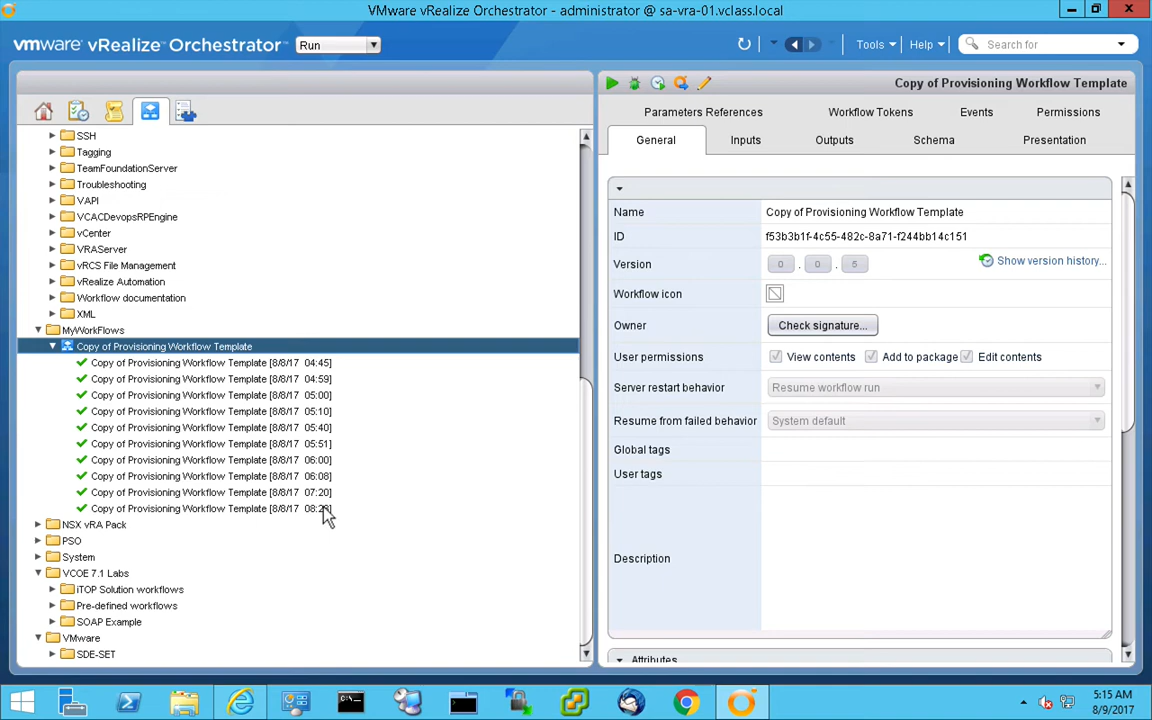 VMware vRealize Orchestrator - administrator @ sa-vra-01.vclass.local
vmware vRealize Orchestrator Run
Tools Help Search for
Copy of Provisioning Workflow Template
Parameters References Workflow Tokens Events Permissions
General Inputs Outputs Schema Presentation
SSH
Tagging
TeamFoundationServer
Troubleshooting
VAPI
VCACDevopsRPEngine
vCenter
VRAServer
vRCS File Management
vRealize Automation
Workflow documentation
XML
MyWorkFlows
Copy of Provisioning Workflow Template
Copy of Provisioning Workflow Template [8/8/17 04:45]
Copy of Provisioning Workflow Template [8/8/17 04:59]
Copy of Provisioning Workflow Template [8/8/17 05:00]
Copy of Provisioning Workflow Template [8/8/17 05:10]
Copy of Provisioning Workflow Template [8/8/17 05:40]
Copy of Provisioning Workflow Template [8/8/17 05:51]
Copy of Provisioning Workflow Template [8/8/17 06:00]
Copy of Provisioning Workflow Template [8/8/17 06:08]
Copy of Provisioning Workflow Template [8/8/17 07:20]
Copy of Provisioning Workflow Template [8/8/17
NSX vRA Pack
PSO
System
VCOE 7.1 Labs
iTOP Solution workflows
Pre-defined workflows
SOAP Example
VMware
SDE-SET
Name Copy of Provisioning Workflow Template
ID f53b3b1f-4c55-482c-8a71-f244bb14c151
Version 0 . 0 . 5 Show version history...
Workflow icon
Owner Check signature...
User permissions View contents Add to package Edit contents
Server restart behavior Resume workflow run
Resume from failed behavior System default
Global tags
User tags
Description
Attributes
5:15 AM
8/9/2017